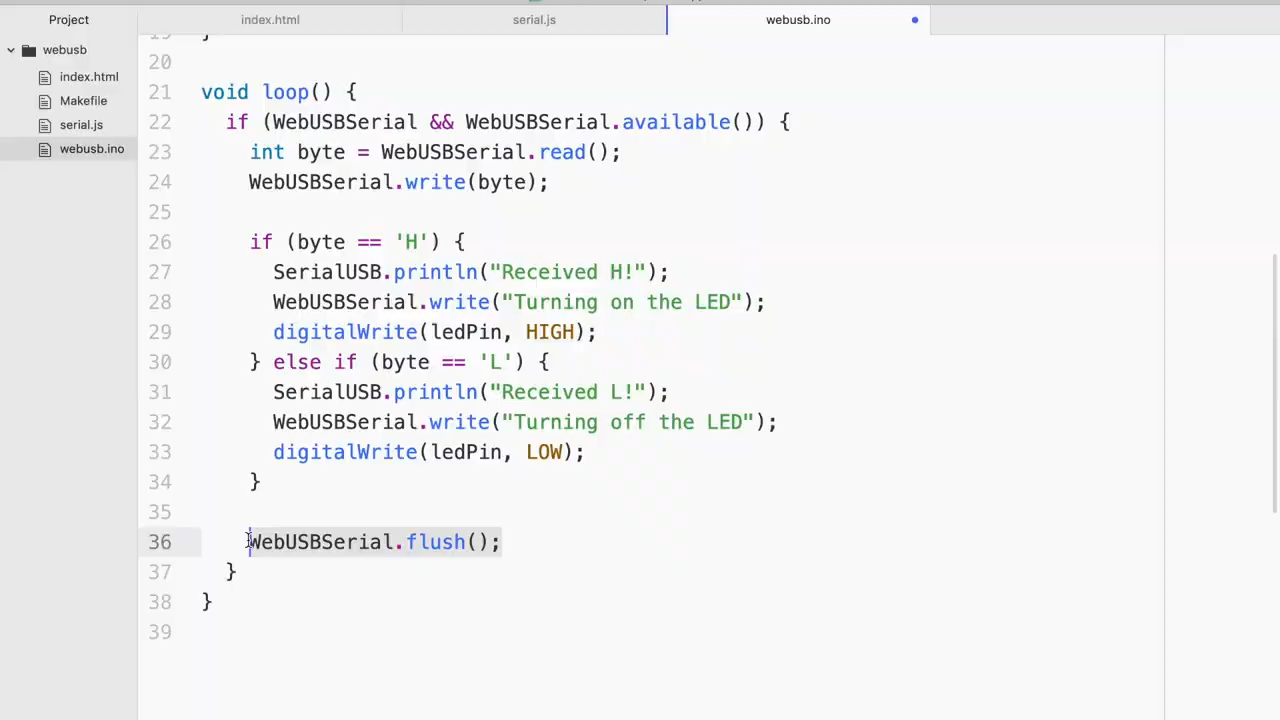 Project
index.html
serial.js
webusb.ino
webusb
index.html
Makefile
serial.js
webusb.ino
20
21 void loop() {
22 if (WebUSBSerial && WebUSBSerial.available()) {
23 int byte = WebUSBSerial.read();
24 WebUSBSerial.write(byte);
25
26 if (byte == 'H') {
27 SerialUSB.println("Received H!");
28 WebUSBSerial.write("Turning on the LED");
29 digitalWrite(ledPin, HIGH);
30 } else if (byte == 'L') {
31 SerialUSB.println("Received L!");
32 WebUSBSerial.write("Turning off the LED");
33 digitalWrite(ledPin, LOW);
34 }
35
36 WebUSBSerial.flush();
37 }
38 }
39